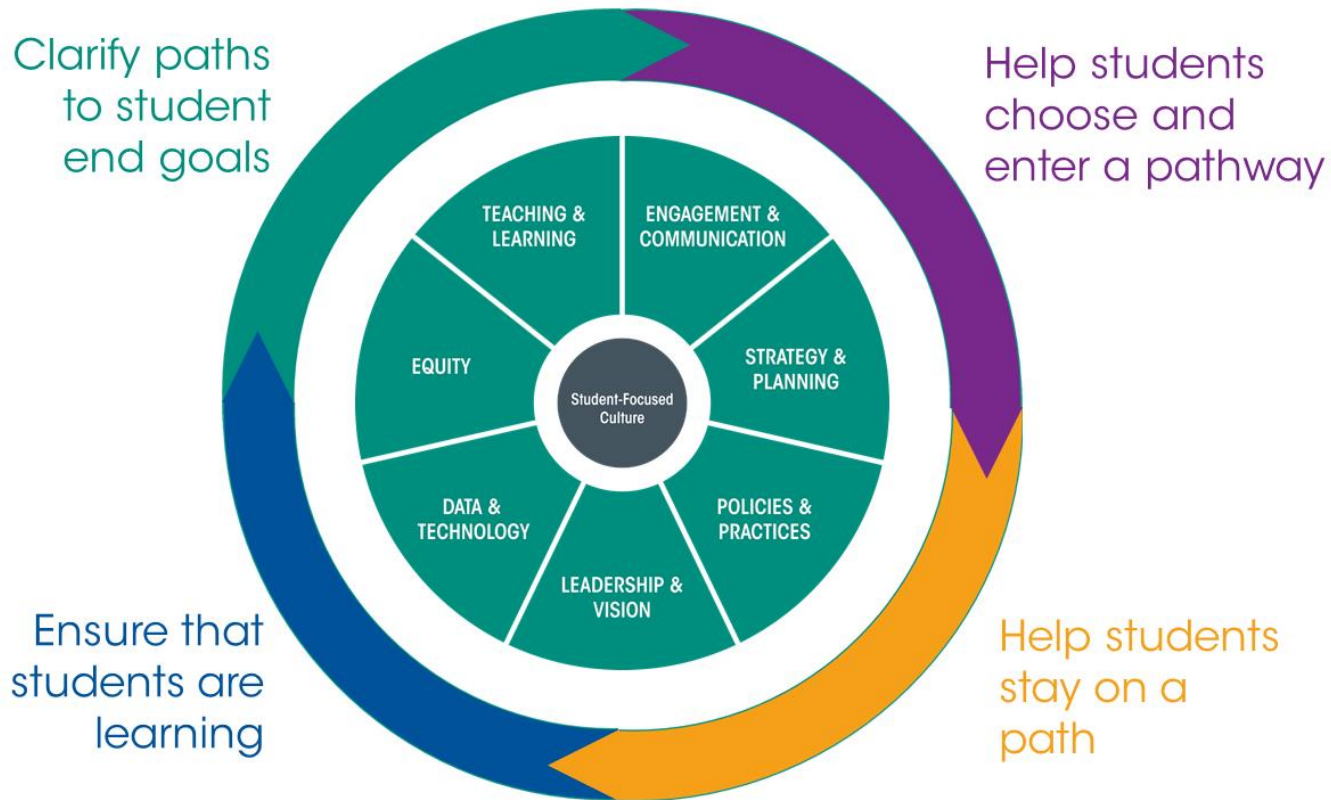 Clarify paths
to student
end goals
Help students
choose and
enter a pathway
TEACHING &
LEARNING
ENGAGEMENT &
COMMUNICATION
EQUITY
STRATEGY &
PLANNING
Student-Focused
Culture
DATA &
TECHNOLOGY
POLICIES &
PRACTICES
LEADERSHIP &
VISION
Ensure that
students are
learning
Help students
stay on a
path